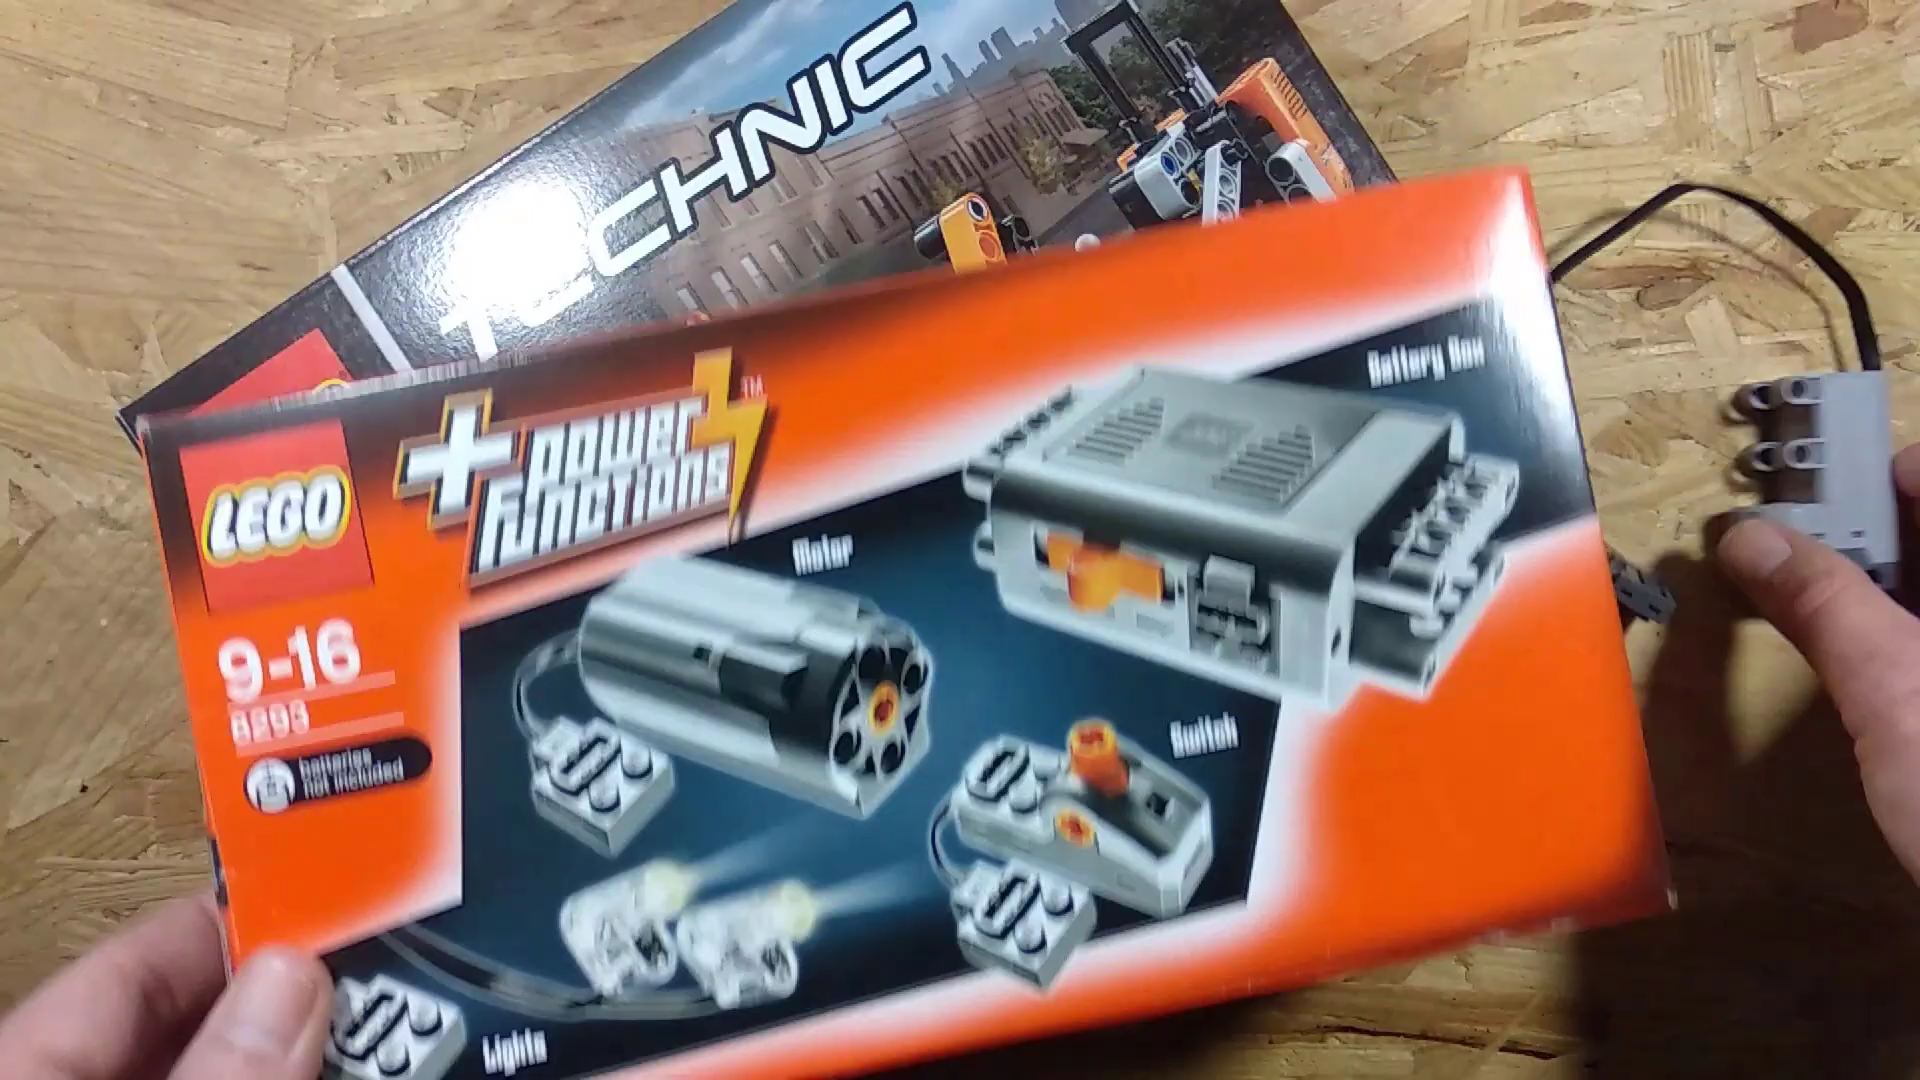 TECHNIC
LEGO
+ power
functions
TM
Battery Box
Motor
9-16
8293
batteries
not included
Switch
Lights